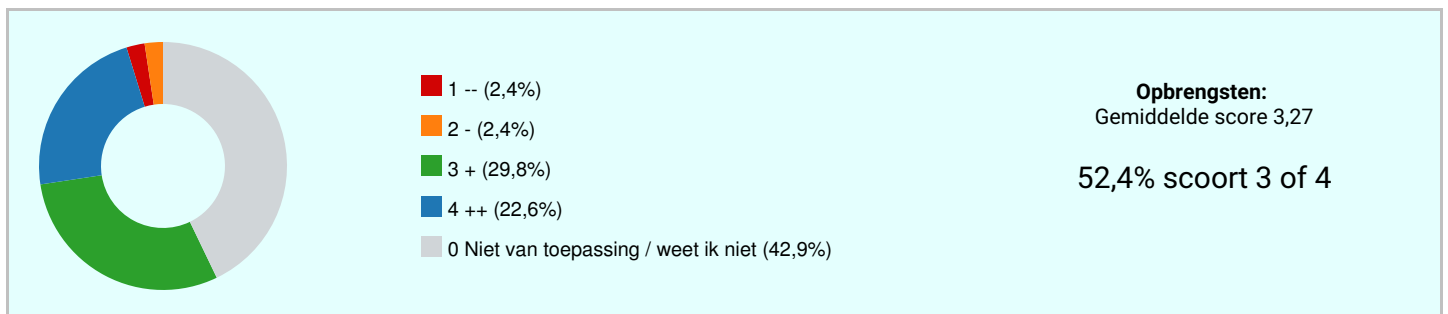 1 -- (2,4%)
2 - (2,4%)
3 + (29,8%)
4 ++ (22,6%)
0 Niet van toepassing / weet ik niet (42,9%)
Opbrengsten:
Gemiddelde score 3,27
52,4% scoort 3 of 4